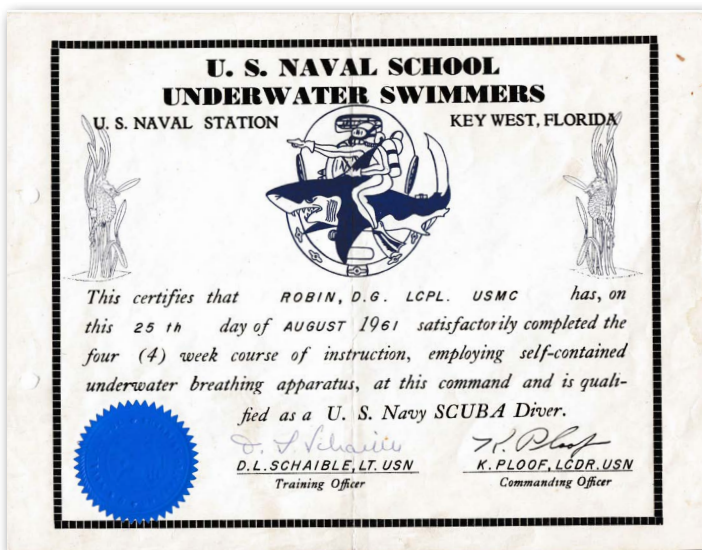 U. S. NAVAL SCHOOL
UNDERWATER SWIMMERS
U. S. NAVAL STATION KEY WEST, FLORIDA
This certifies that ROBIN, D.G. LCPL. USMC has, on
this 25 th day of AUGUST 1961 satisfactorily completed the
four (4) week course of instruction, employing self-contained
underwater breathing apparatus, at this command and is quali-
fied as a U. S. Navy SCUBA Diver.
D. L Schaible K. Ploof
D.L.SCHAIBLE, LT. USN K. PLOOF, LCDR. USN
Training Officer Commanding Officer